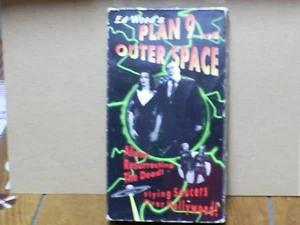 Ed Wood's
PLAN 9 from
OUTER SPACE
Aliens
Resurrecting
The Dead!
Flying Saucers
Over Hollywood!